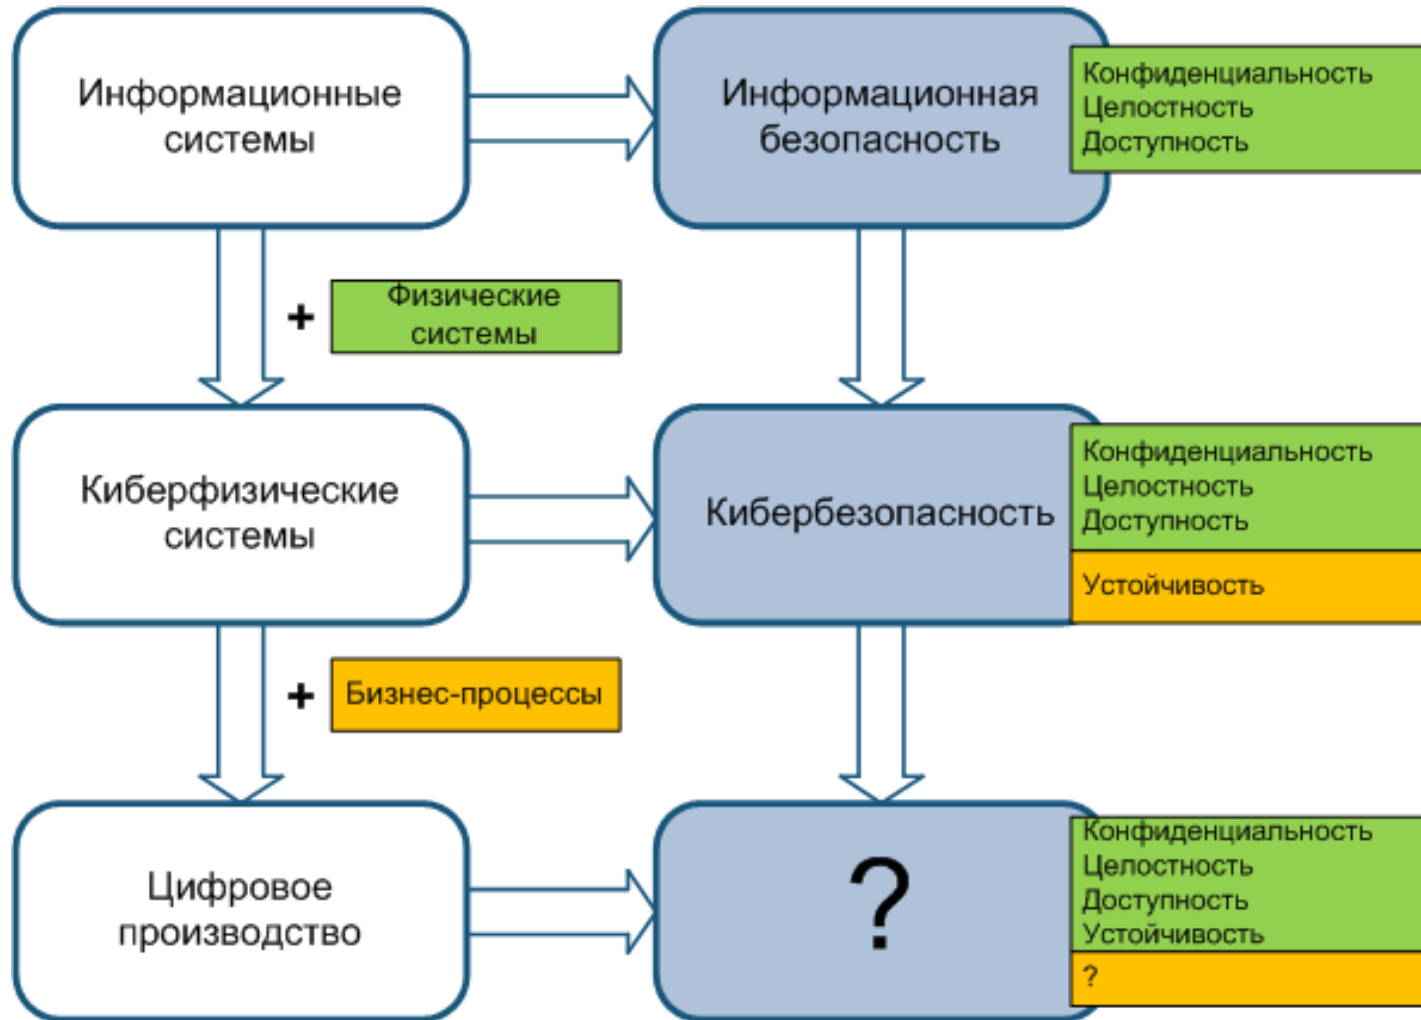 Информационные
системы
Информационная
безопасность
Конфиденциальность
Целостность
Доступность
+
Физические
системы
Киберфизические
системы
Кибербезопасность
Конфиденциальность
Целостность
Доступность
Устойчивость
+
Бизнес-процессы
Цифровое
производство
?
Конфиденциальность
Целостность
Доступность
Устойчивость
?